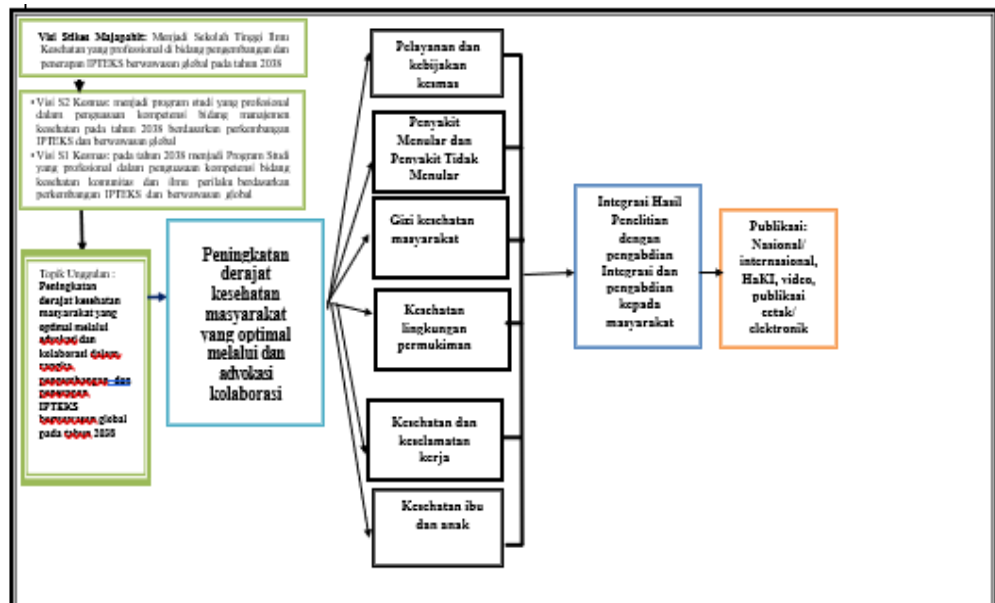 Visi Stikes Majapahit: Menjadi Sekolah Tinggi Ilmu
Kesehatan yang professional di bidang pengembangan dan
penerapan IPTEKS berwawasan global pada tahun 2038
• Visi S2 Kesmas: menjadi program studi yang profesional
dalam penguasaan kompetensi bidang manajemen
kesehatan pada tahun 2038 berdasarkan perkembangan
IPTEKS dan berwawasan global
• Visi S1 Kesmas: pada tahun 2038 menjadi Program Studi
yang profesional dalam penguasaan kompetensi bidang
kesehatan komunitas dan ilmu perilaku berdasarkan
perkembangan IPTEKS dan berwawasan global
Topik Unggulan :
Peningkatan
derajat kesehatan
masyarakat yang
optimal melalui
advokasi dan
kolaborasi dalam
rangka
pengembangan dan
penerapan
IPTEKS
berwawasan global
pada tahun 2038
Peningkatan
derajat
kesehatan
masyarakat
yang optimal
melalui dan
advokasi
kolaborasi
Pelayanan dan
kebijakan
kesmas
Penyakit
Menular dan
Penyakit Tidak
Menular
Gizi kesehatan
masyarakat
Kesehatan
lingkungan
permukiman
Kesehatan dan
keselamatan
kerja
Kesehatan ibu
dan anak
Integrasi Hasil
Penelitian
dengan
pengabdian
Integrasi dan
pengabdian
kepada
masyarakat
Publikasi:
Nasional/
internasional,
HaKI, video,
publikasi
cetak/
elektronik